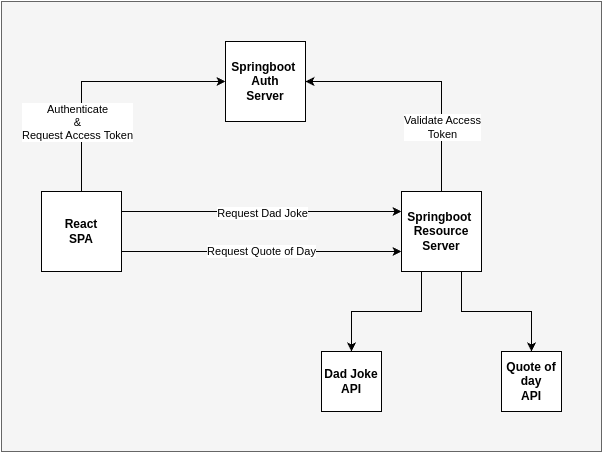 Springboot
Auth
Server
Authenticate
&
Request Access Token
Validate Access
Token
React
SPA
Request Dad Joke
Request Quote of Day
Springboot
Resource
Server
Dad Joke
API
Quote of
day
API